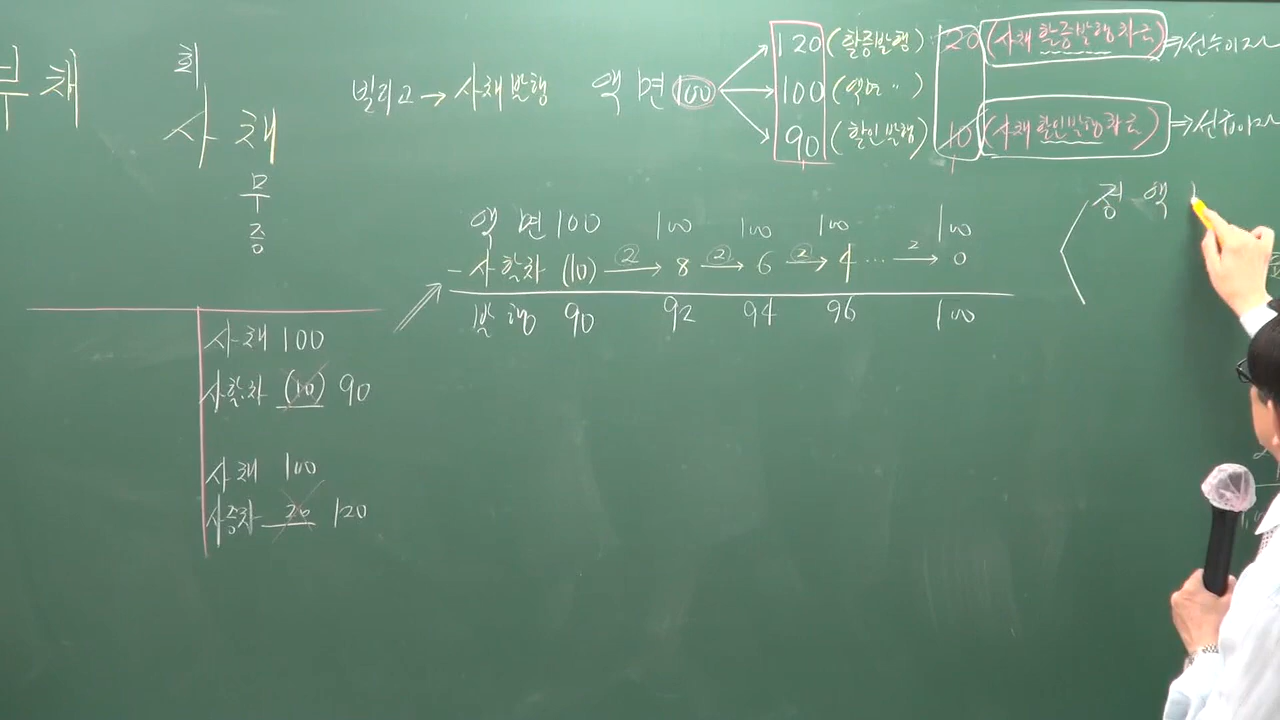 부채
회
사채
무
증
빌리고 → 사채발행
액면 100
120 (할증발행) 20 (사채할증발행차금) ⇒ 선수이자
100 (액면 〃 )
90 (할인발행) 10 (사채할인발행차금) ⇒ 선급이자
액면 100 100 100 100 100
- 사할차 (10) ② → 8 ② → 6 ② → 4 ... 2 → 0
발행 90 92 94 96 100
정액
사채 100
사할차 (10) 90
사채 100
사증차 20 120